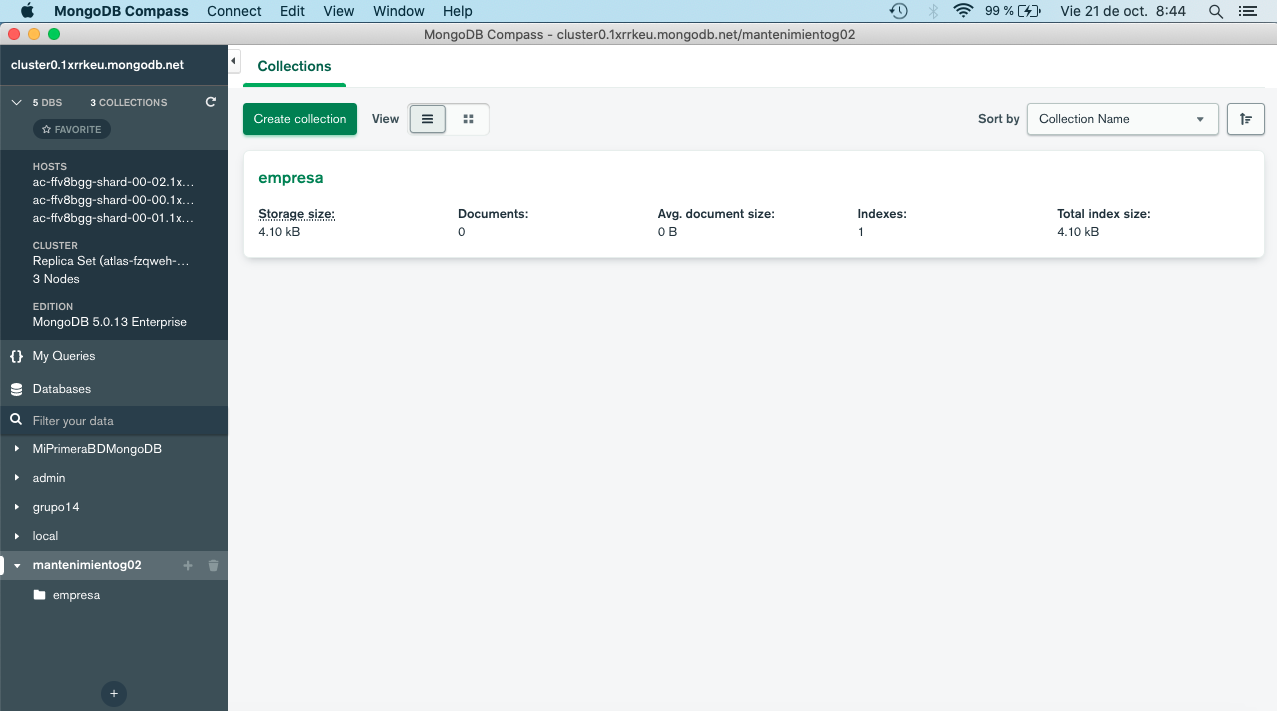 MongoDB Compass Connect Edit View Window Help 99 % Vie 21 de oct. 8:44
MongoDB Compass - cluster0.1xrrkeu.mongodb.net/mantenimientog02
cluster0.1xrrkeu.mongodb.net
5 DBS 3 COLLECTIONS
FAVORITE
HOSTS
ac-ffv8bgg-shard-00-02.1x...
ac-ffv8bgg-shard-00-00.1x...
ac-ffv8bgg-shard-00-01.1x...
CLUSTER
Replica Set (atlas-fzqweh-...
3 Nodes
EDITION
MongoDB 5.0.13 Enterprise
My Queries
Databases
Filter your data
MiPrimeraBDMongoDB
admin
grupo14
local
mantenimientog02
empresa
Collections
Create collection View Sort by Collection Name
empresa
Storage size: Documents: Avg. document size: Indexes: Total index size:
4.10 kB 0 0 B 1 4.10 kB